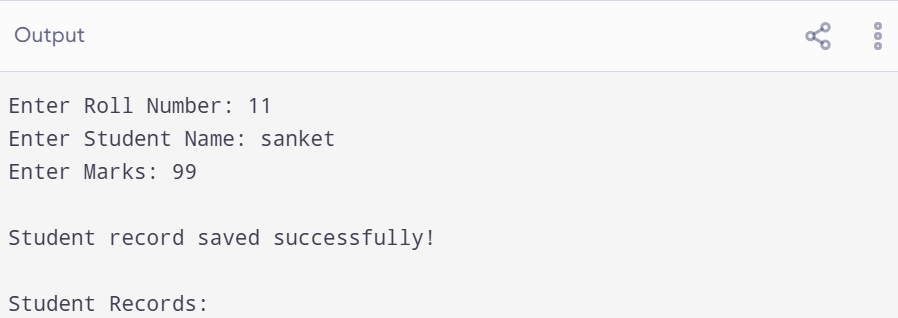 Output
Enter Roll Number: 11
Enter Student Name: sanket
Enter Marks: 99
Student record saved successfully!
Student Records: